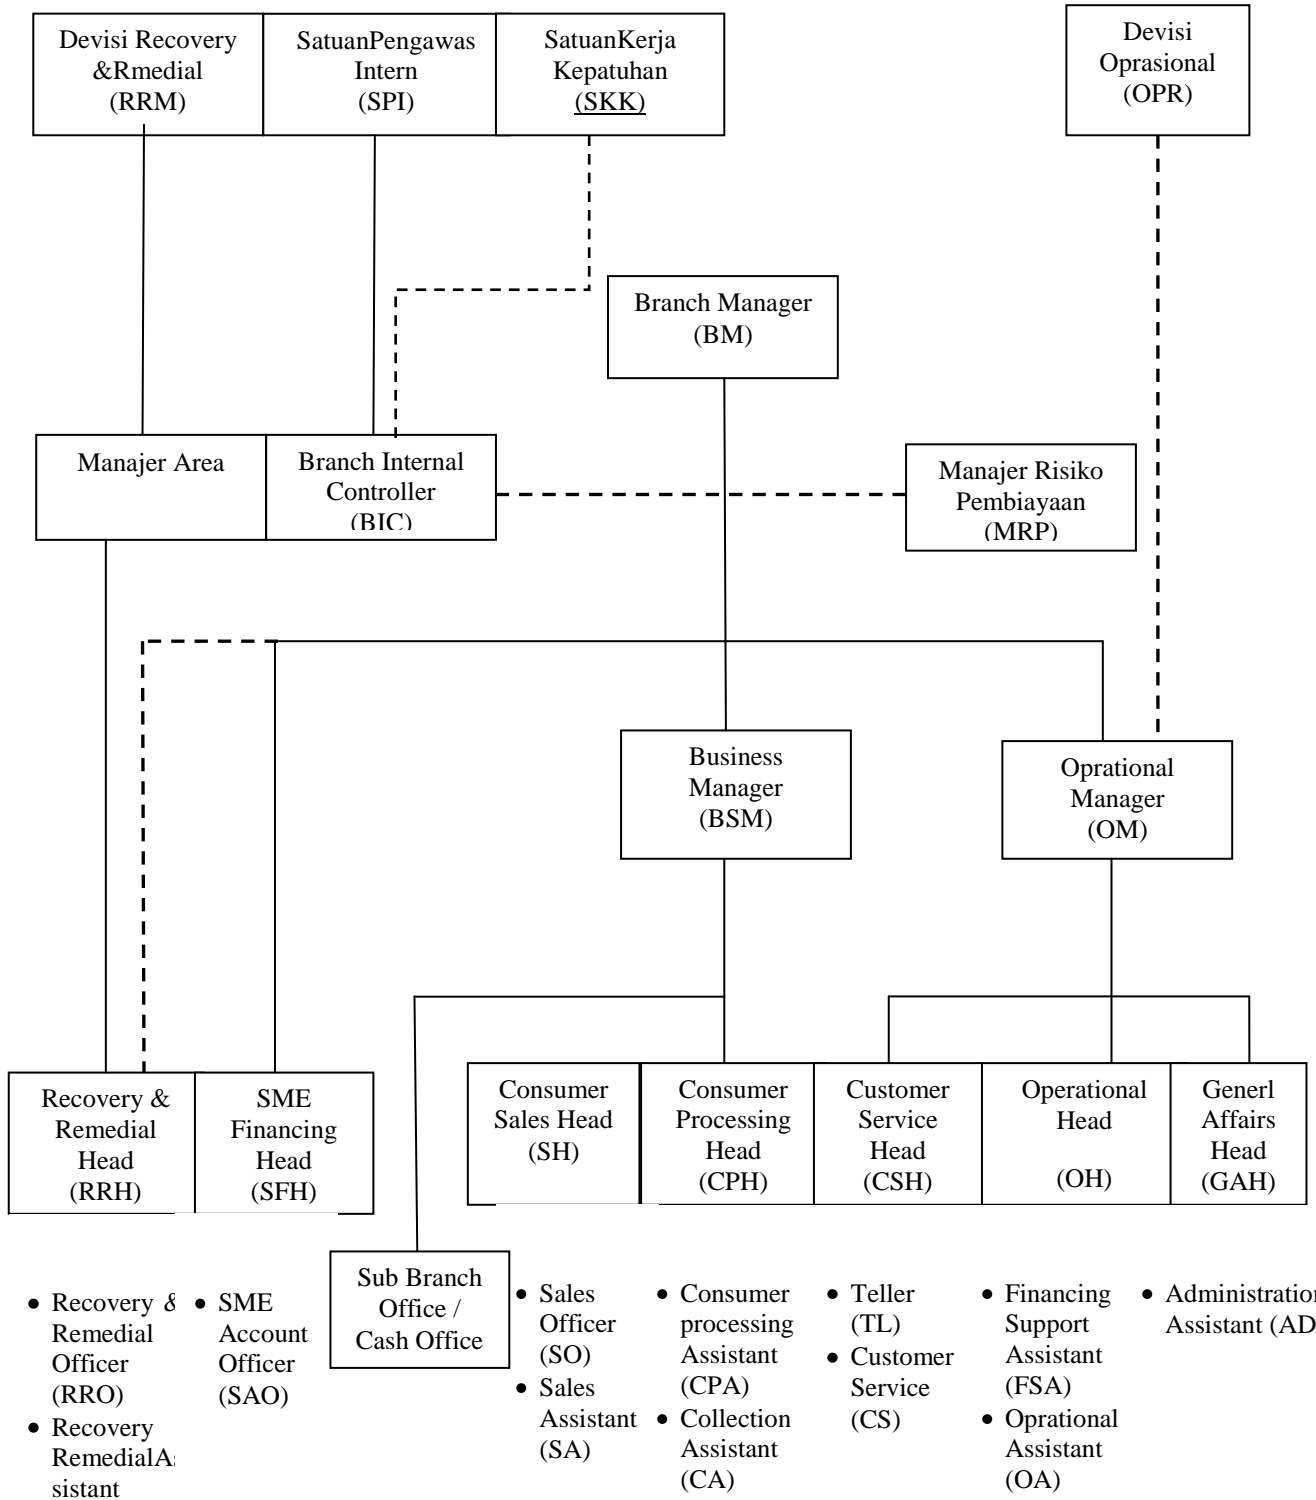 Devisi Recovery
&Rmedial
(RRM)
SatuanPengawas
Intern
(SPI)
SatuanKerja
Kepatuhan
(SKK)
Devisi
Oprasional
(OPR)
Branch Manager
(BM)
Manajer Area
Branch Internal
Controller
(BIC)
Manajer Risiko
Pembiayaan
(MRP)
Business
Manager
(BSM)
Oprational
Manager
(OM)
Recovery &
Remedial
Head
(RRH)
SME
Financing
Head
(SFH)
Consumer
Sales Head
(SH)
Consumer
Processing
Head
(CPH)
Customer
Service
Head
(CSH)
Operational
Head
(OH)
Generl
Affairs
Head
(GAH)
Sub Branch
Office /
Cash Office
• Recovery &
Remedial
Officer
(RRO)
• Recovery
RemedialAs
sistant
• SME
Account
Officer
(SAO)
• Sales
Officer
(SO)
• Sales
Assistant
(SA)
• Consumer
processing
Assistant
(CPA)
• Collection
Assistant
(CA)
• Teller
(TL)
• Customer
Service
(CS)
• Financing
Support
Assistant
(FSA)
• Oprational
Assistant
(OA)
• Administration
Assistant (AD